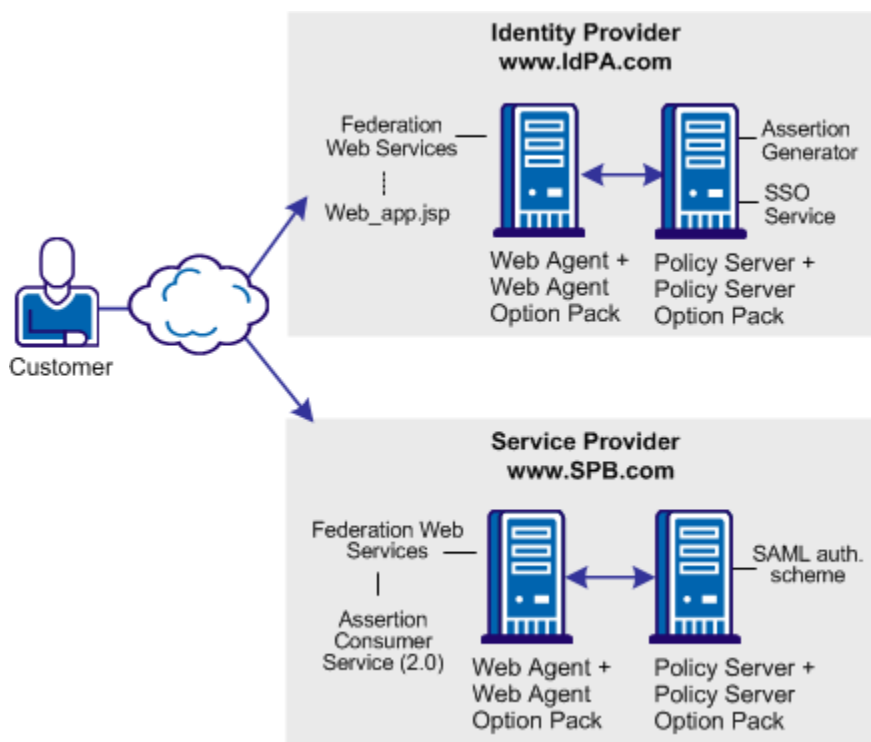 Identity Provider
www.IdPA.com
Federation
Web Services
Web_app.jsp
Assertion
Generator
SSO
Service
Web Agent +
Web Agent
Option Pack
Policy Server +
Policy Server
Option Pack
Customer
Service Provider
www.SPB.com
Federation Web
Services
Assertion
Consumer
Service (2.0)
SAML auth.
scheme
Web Agent +
Web Agent
Option Pack
Policy Server +
Policy Server
Option Pack